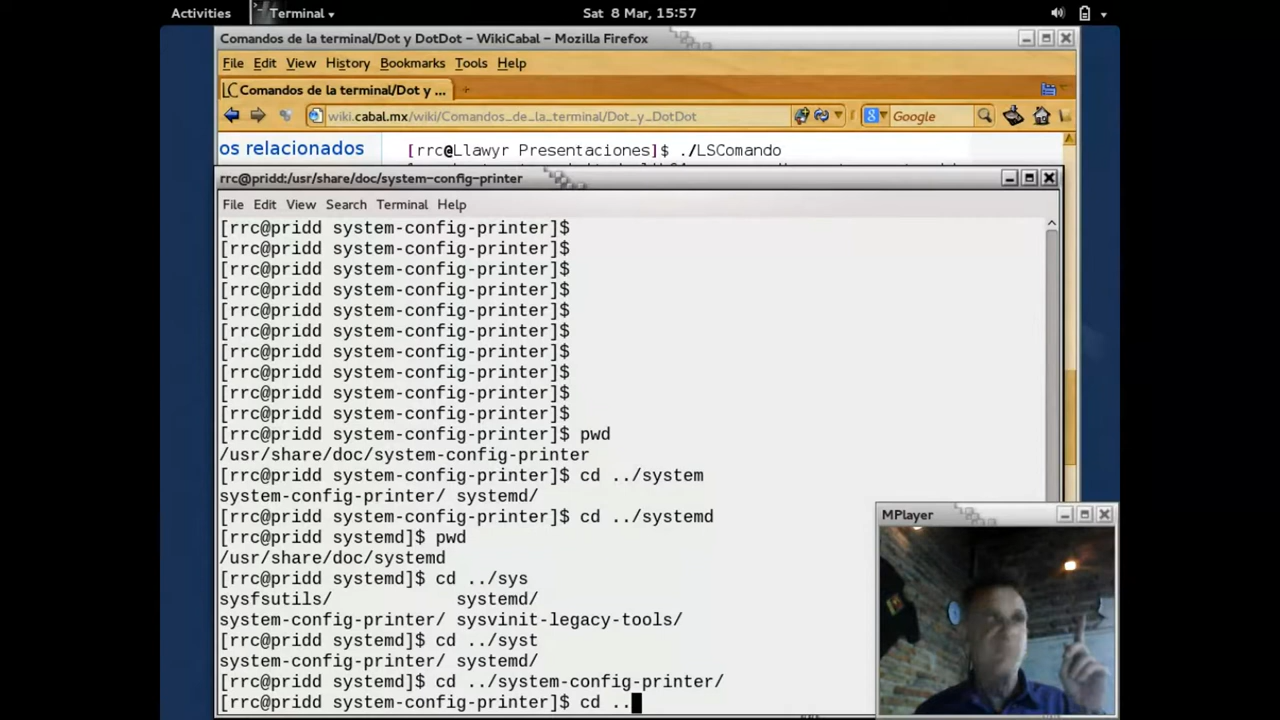 Activities
Terminal
Sat 8 Mar, 15:57
Comandos de la terminal/Dot y DotDot – WikiCabal – Mozilla Firefox
File Edit View History Bookmarks Tools Help
Comandos de la terminal/Dot y ...
wiki.cabal.mx/wiki/Comandos_de_la_terminal/Dot_y_DotDot
Google
os relacionados
[rrc@Llawyr Presentaciones]$ ./LSComando
rrc@pridd:/usr/share/doc/system-config-printer
File Edit View Search Terminal Help
[rrc@pridd system-config-printer]$
[rrc@pridd system-config-printer]$
[rrc@pridd system-config-printer]$
[rrc@pridd system-config-printer]$
[rrc@pridd system-config-printer]$
[rrc@pridd system-config-printer]$
[rrc@pridd system-config-printer]$
[rrc@pridd system-config-printer]$
[rrc@pridd system-config-printer]$
[rrc@pridd system-config-printer]$
[rrc@pridd system-config-printer]$ pwd
/usr/share/doc/system-config-printer
[rrc@pridd system-config-printer]$ cd ../system
system-config-printer/ systemd/
[rrc@pridd system-config-printer]$ cd ../systemd
[rrc@pridd systemd]$ pwd
/usr/share/doc/systemd
[rrc@pridd systemd]$ cd ../sys
sysfsutils/ systemd/
system-config-printer/ sysvinit-legacy-tools/
[rrc@pridd systemd]$ cd ../syst
system-config-printer/ systemd/
[rrc@pridd systemd]$ cd ../system-config-printer/
[rrc@pridd system-config-printer]$ cd ..
MPlayer